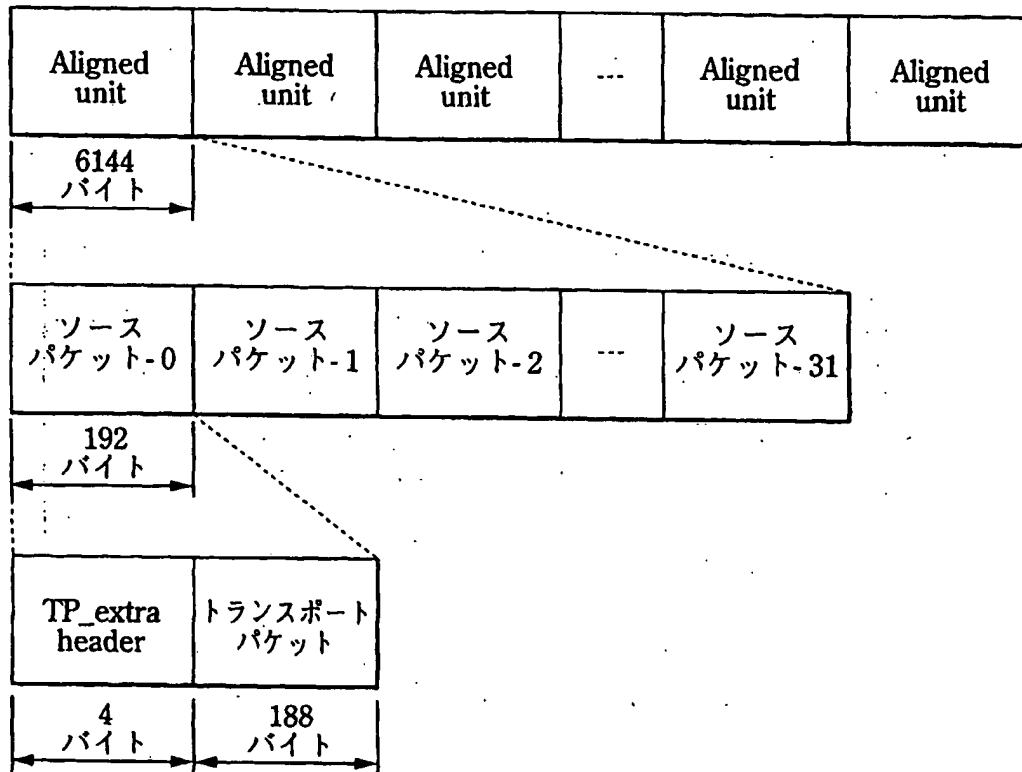 Aligned unit
Aligned unit
Aligned unit
---
Aligned unit
Aligned unit
6144
バイト
ソース
パケット-0
ソース
パケット-1
ソース
パケット-2
---
ソース
パケット-31
192
バイト
TP_extra
header
トランスポート
パケット
4
バイト
188
バイト